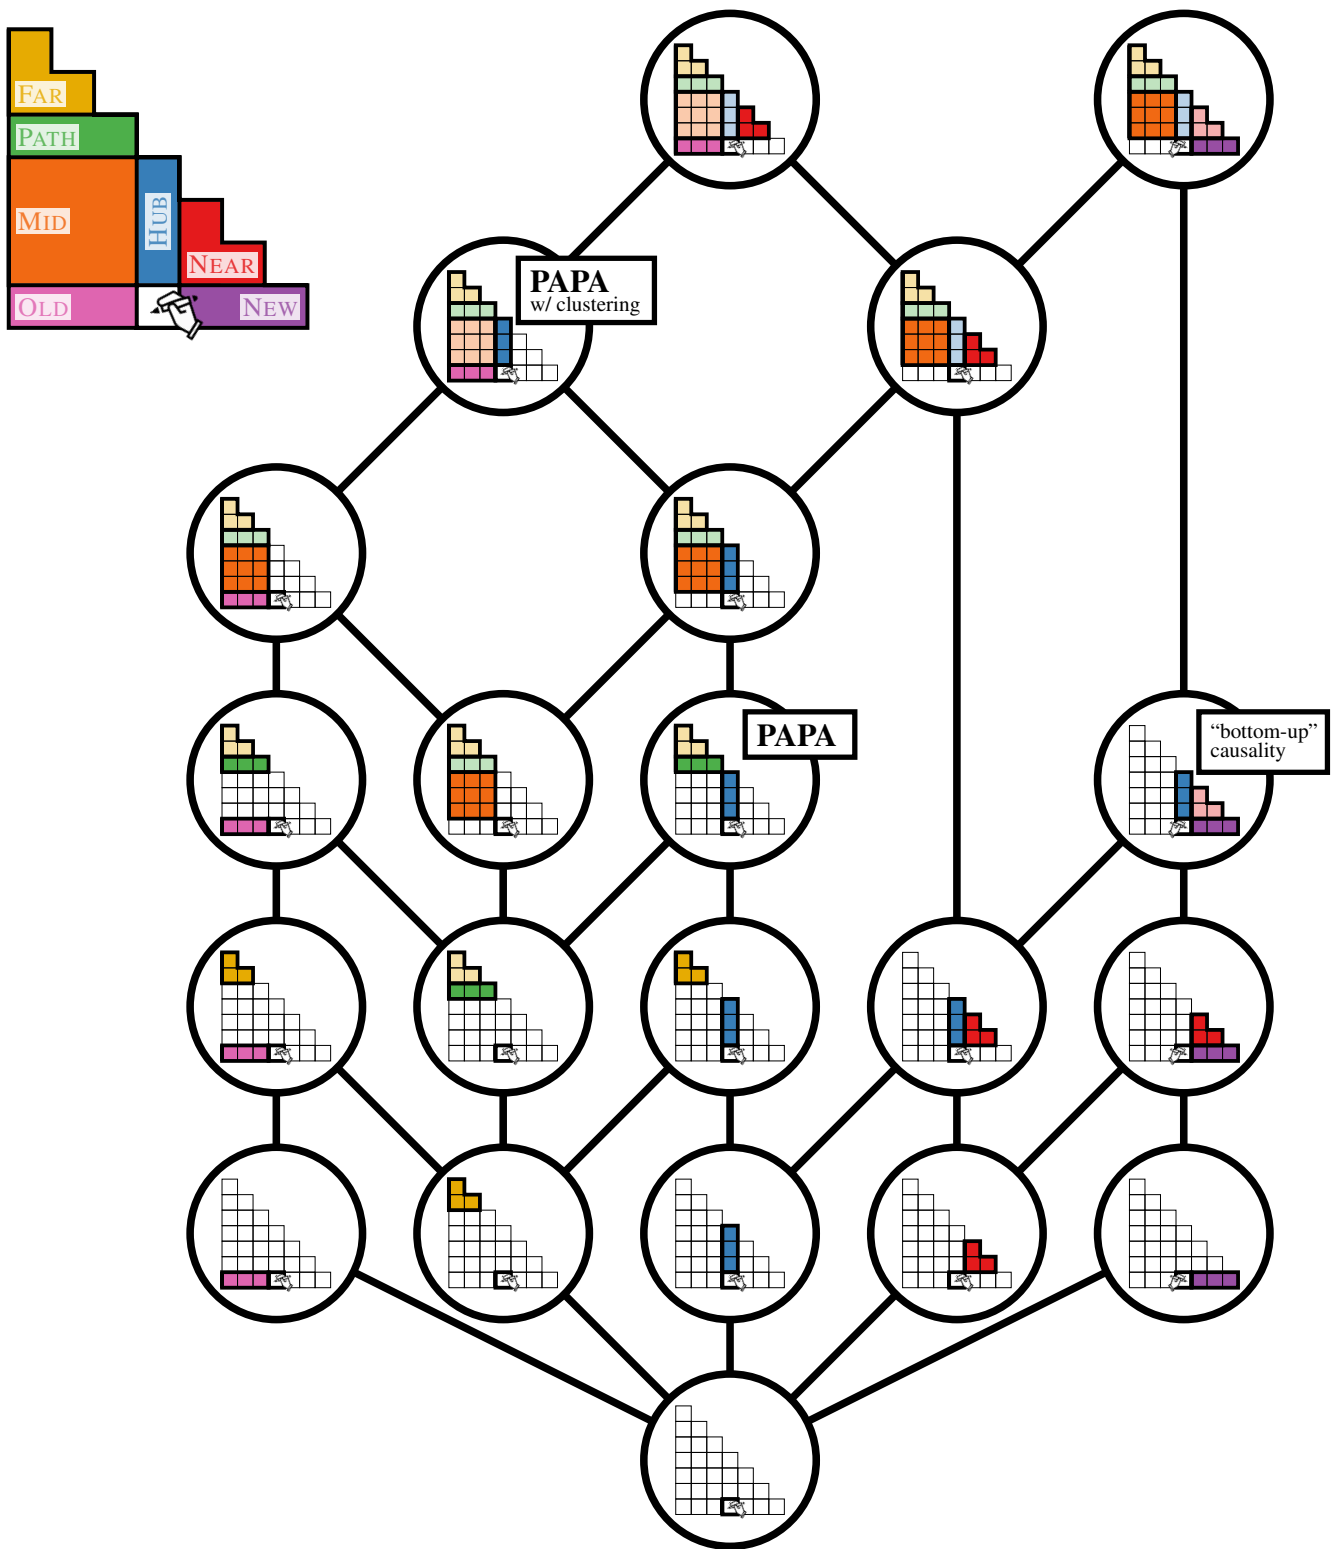 FAR
PATH
MID
HUB
NEAR
OLD
NEW
PAPA
w/ clustering
PAPA
“bottom-up”
causality